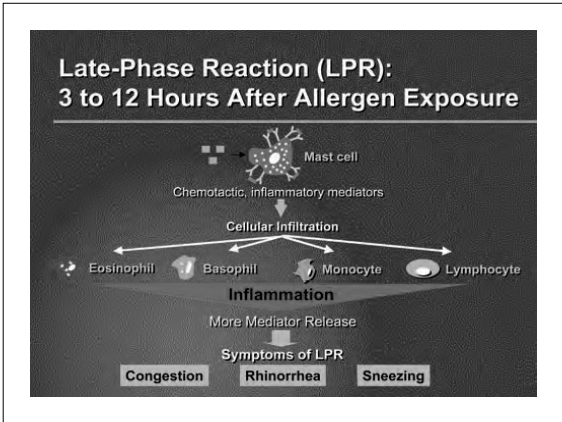 Late-Phase Reaction (LPR):
3 to 12 Hours After Allergen Exposure
Mast cell
Chemotactic, inflammatory mediators
Cellular Infiltration
Eosinophil Basophil Monocyte Lymphocyte
Inflammation
More Mediator Release
Symptoms of LPR
Congestion Rhinorrhea Sneezing